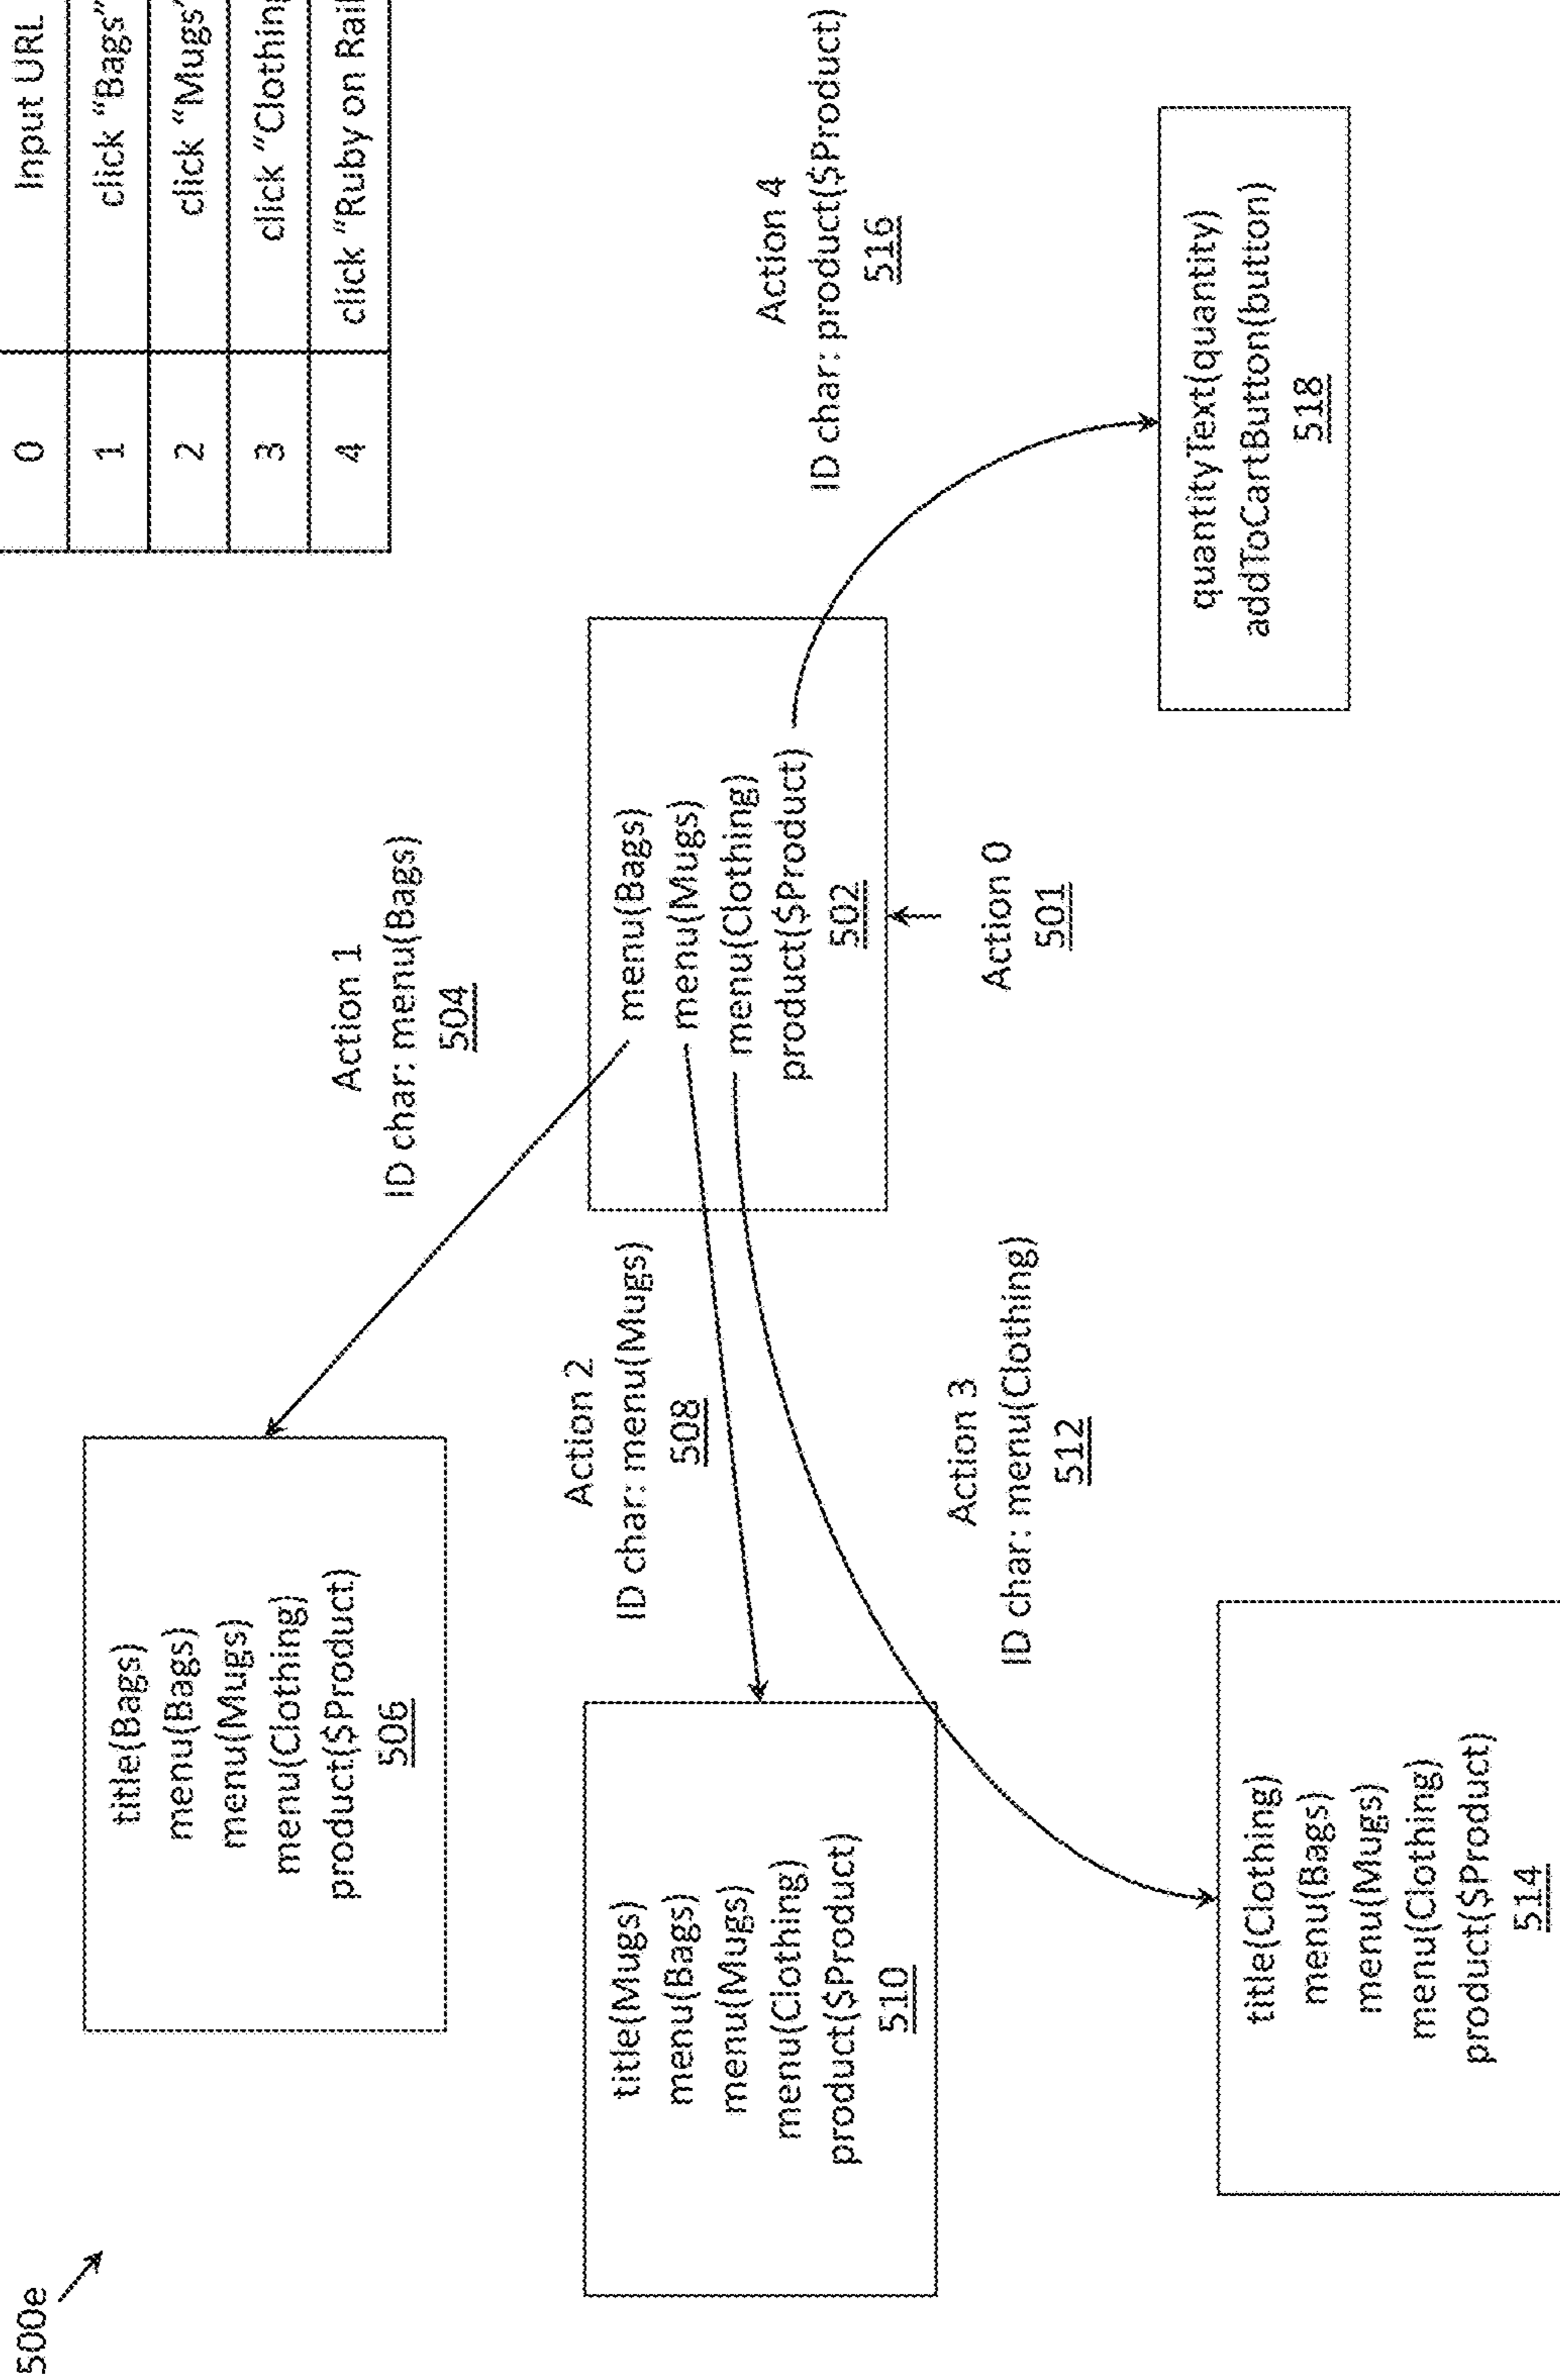 500e
0 Input URL
1 click “Bags”
2 click “Mugs”
3 click “Clothing
4 click “Ruby on Rail
title(Bags)
menu(Bags)
menu(Mugs)
menu(Clothing)
product($Product)
506
Action 1
ID char: menu(Bags)
504
title(Mugs)
menu(Bags)
menu(Mugs)
menu(Clothing)
product($Product)
510
Action 2
ID char: menu(Mugs)
508
menu(Bags)
menu(Mugs)
menu(Clothing)
product($Product)
502
Action 0
501
Action 4
ID char: product($Product)
516
Action 3
ID char: menu(Clothing)
512
title(Clothing)
menu(Bags)
menu(Mugs)
menu(Clothing)
product($Product)
514
quantityText(quantity)
addToCartButton(button)
518